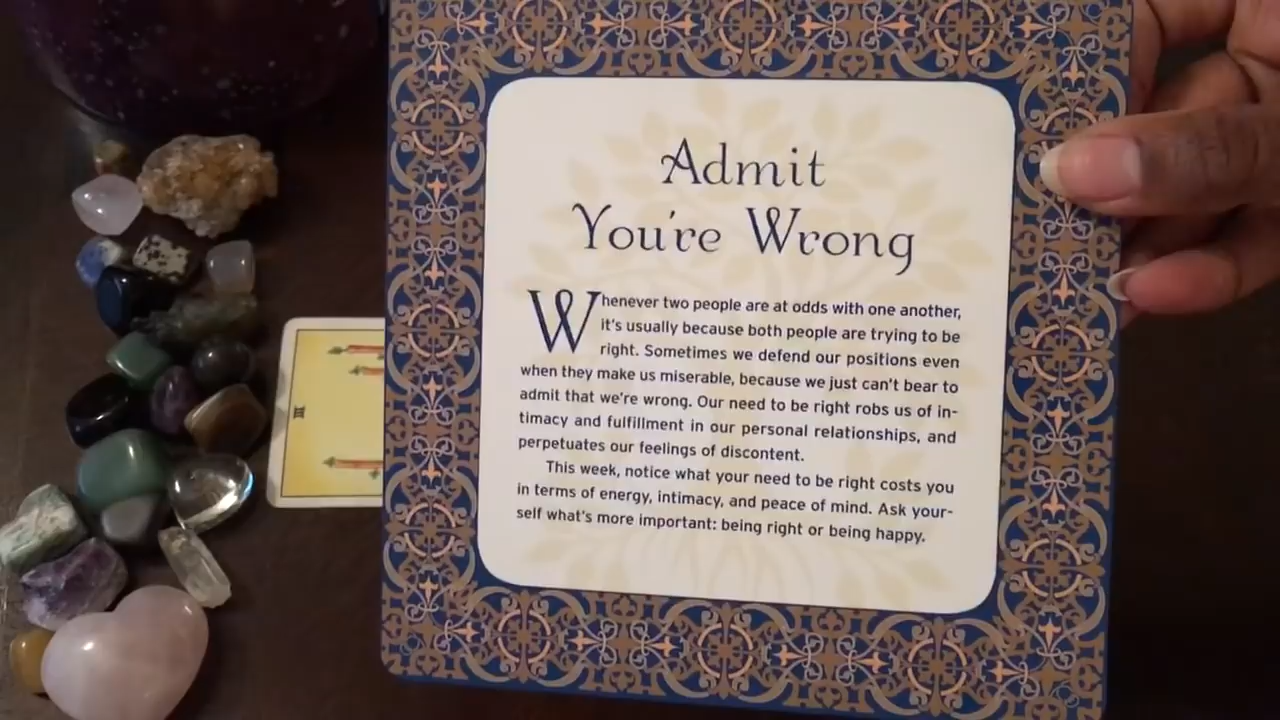 Admit
You're Wrong
Whenever two people are at odds with one another,
it's usually because both people are trying to be
right. Sometimes we defend our positions even
when they make us miserable, because we just can't bear to
admit that we're wrong. Our need to be right robs us of in-
timacy and fulfillment in our personal relationships, and
perpetuates our feelings of discontent.
This week, notice what your need to be right costs you
in terms of energy, intimacy, and peace of mind. Ask your-
self what's more important: being right or being happy.